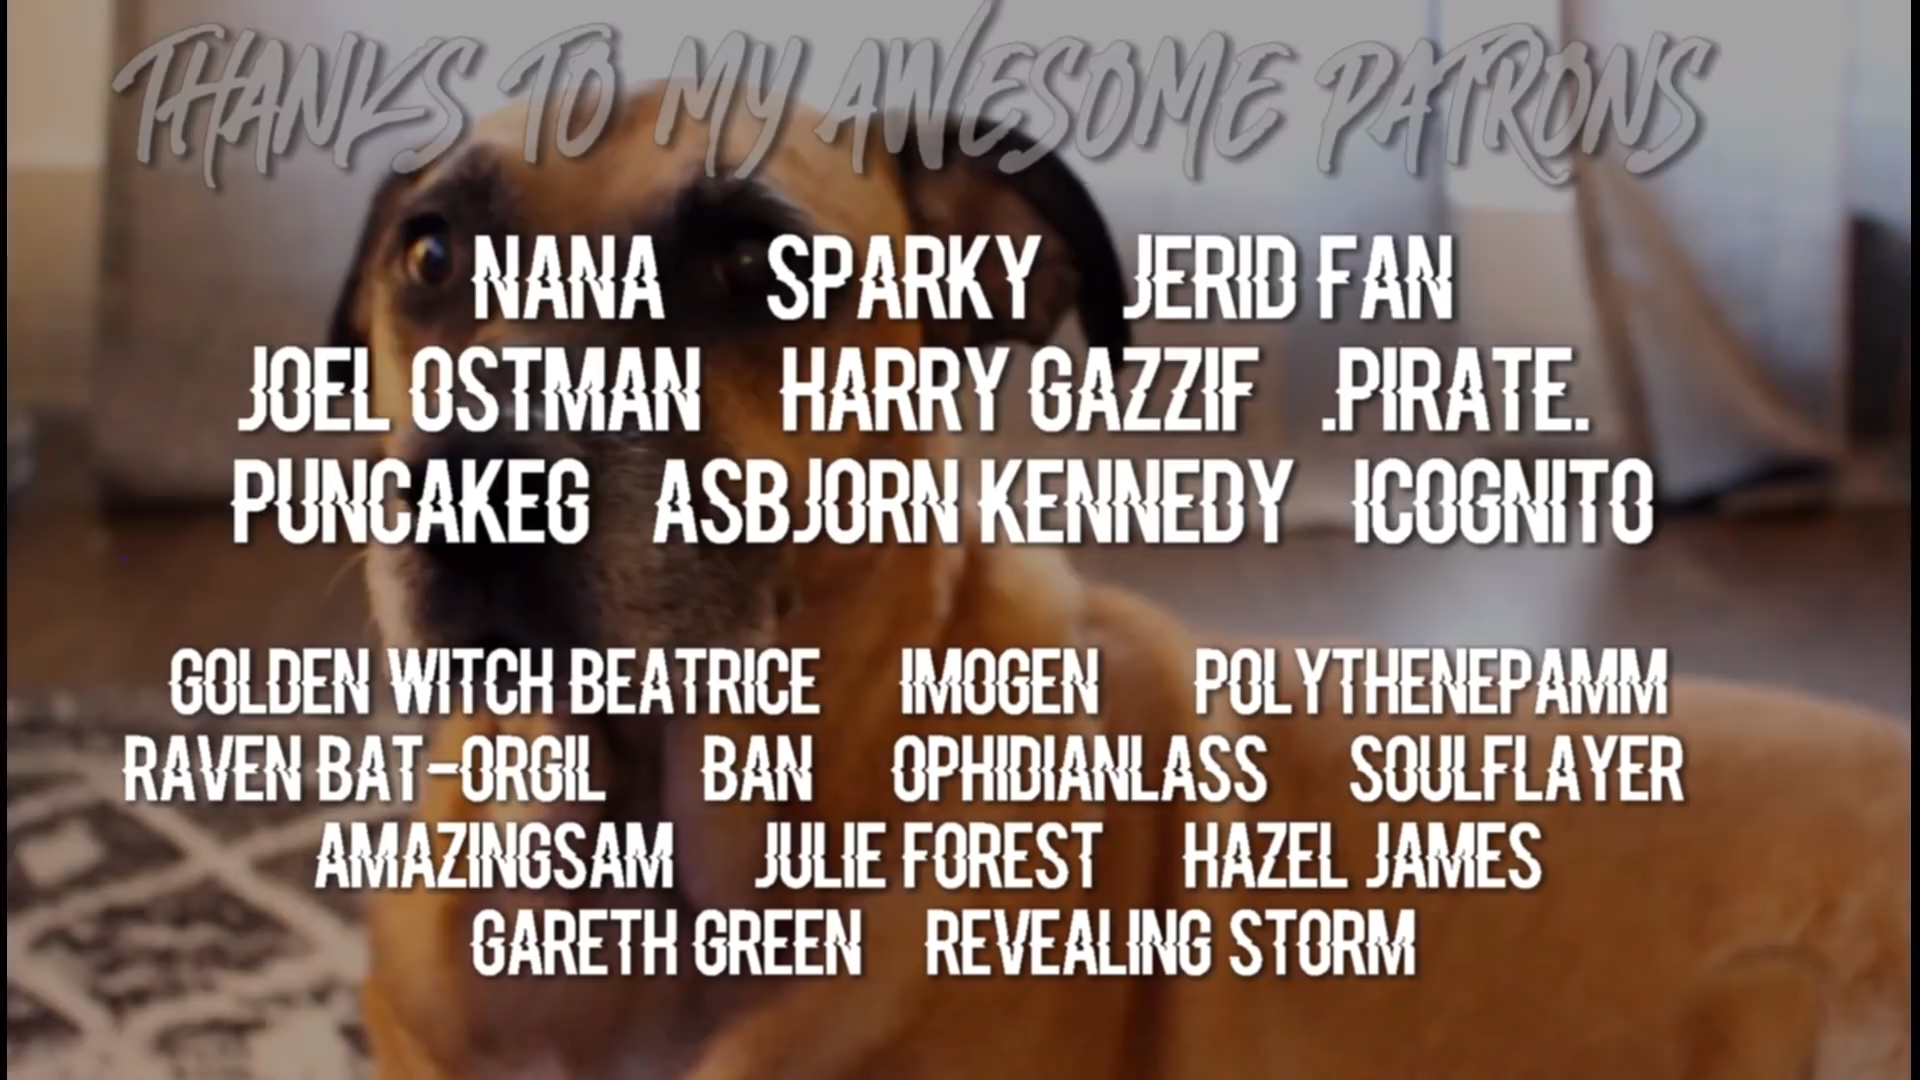 THANKS TO MY AWESOME PATRONS
NANA SPARKY JERID FAN
JOEL OSTMAN HARRY GAZZIF .PIRATE.
PUNCAKEG ASBJORN KENNEDY ICOGNITO
GOLDEN WITCH BEATRICE IMOGEN POLYTHENEPAMM
RAVEN BAT-ORGIL BAN OPHIDIANLASS SOULFLAYER
AMAZINGSAM JULIE FOREST HAZEL JAMES
GARETH GREEN REVEALING STORM